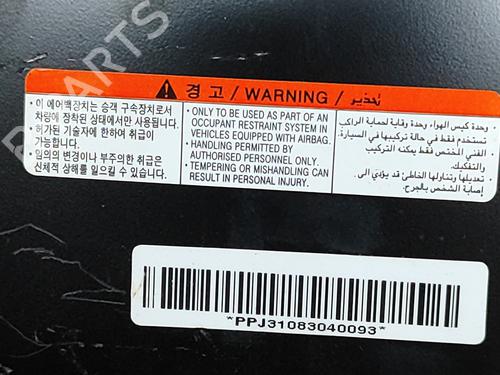 PARTS
경 고 / WARNING / تحذير
• 이 에어백장치는 승객 구속장치로서
차량에 장착된 상태에서만 사용됩니다.
• 허가된 기술자에 한하여 취급이
가능합니다.
• 임의의 변경이나 부주의한 취급은
신체적 상해를 일으킬 수 있습니다.
• ONLY TO BE USED AS PART OF AN
OCCUPANT RESTRAINT SYSTEM IN
VEHICLES EQUIPPED WITH AIRBAG.
• HANDLING PERMITTED BY
AUTHORISED PERSONNEL ONLY.
• TEMPERING OR MISHANDLING CAN
RESULT IN PERSONAL INJURY.
• وحدة كيس الهواء وحدة رقابة لحماية الراكب
تستخدم فقط في حالة تركيبها في السيارة.
• الفني المختص فقط يمكنه التركيب
والتفكيك.
• تعديلها وتناولها الخاطئ قد يؤدي الى
إصابة الشخص بالجرح.
*PPJ31083040093*